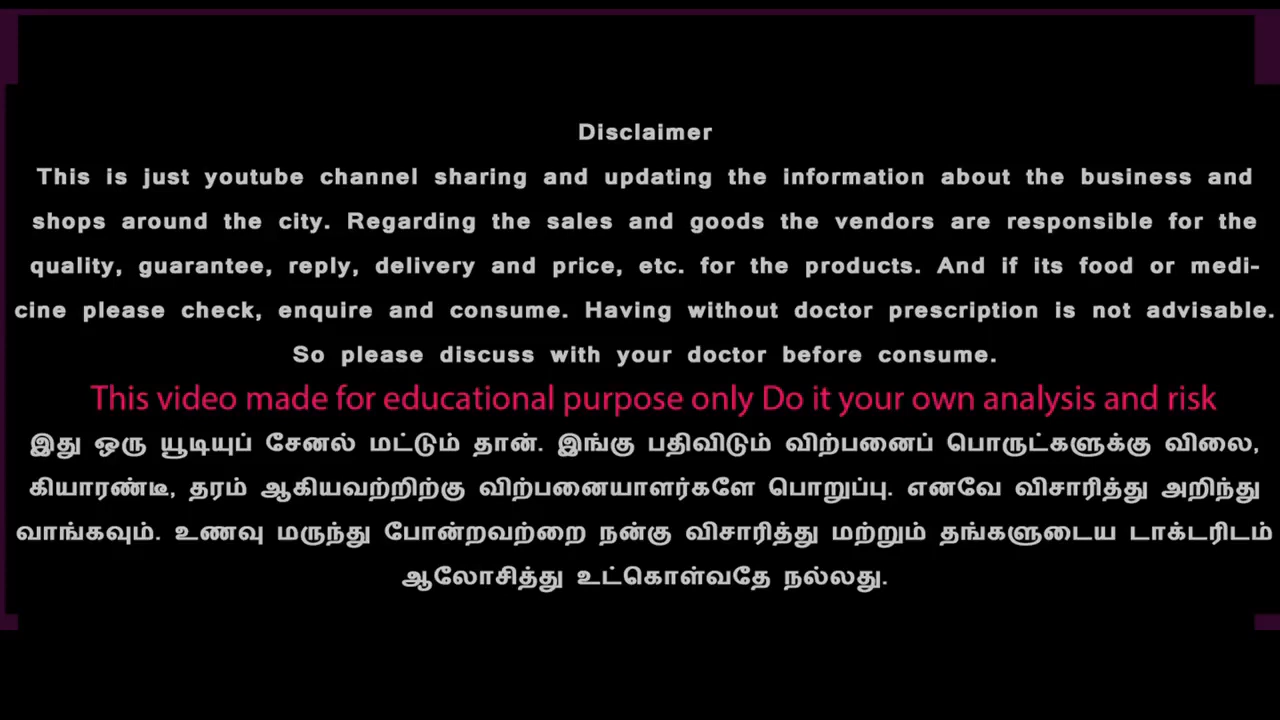 Disclaimer
This is just youtube channel sharing and updating the information about the business and
shops around the city. Regarding the sales and goods the vendors are responsible for the
quality, guarantee, reply, delivery and price, etc. for the products. And if its food or medi-
cine please check, enquire and consume. Having without doctor prescription is not advisable.
So please discuss with your doctor before consume.
This video made for educational purpose only Do it your own analysis and risk
இது ஒரு யூடியுப் சேனல் மட்டும் தான். இங்கு பதிவிடும் விற்பனைப் பொருட்களுக்கு விலை,
கியாரண்டீ, தரம் ஆகியவற்றிற்கு விற்பனையாளர்களே பொறுப்பு. எனவே விசாரித்து அறிந்து
வாங்கவும். உணவு மருந்து போன்றவற்றை நன்கு விசாரித்து மற்றும் தங்களுடைய டாக்டரிடம்
ஆலோசித்து உட்கொள்வதே நல்லது.